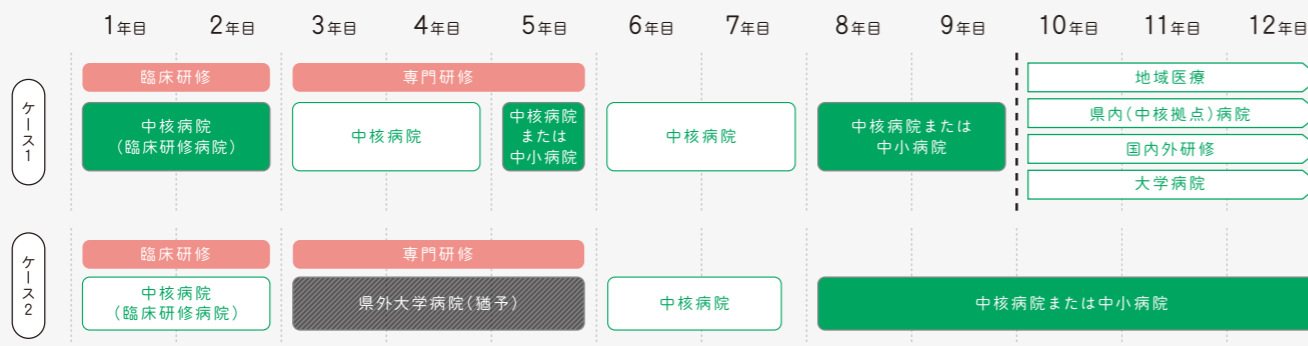 1年目 2年目 3年目 4年目 5年目 6年目 7年目 8年目 9年目 10年目 11年目 12年目
ケース1
臨床研修 専門研修
中核病院
(臨床研修病院)
中核病院
中核病院
または
中小病院
中核病院
中核病院または
中小病院
地域医療
県内(中核拠点)病院
国内外研修
大学病院
ケース2
臨床研修 専門研修
中核病院
(臨床研修病院)
県外大学病院(猶予)
中核病院
中核病院または中小病院